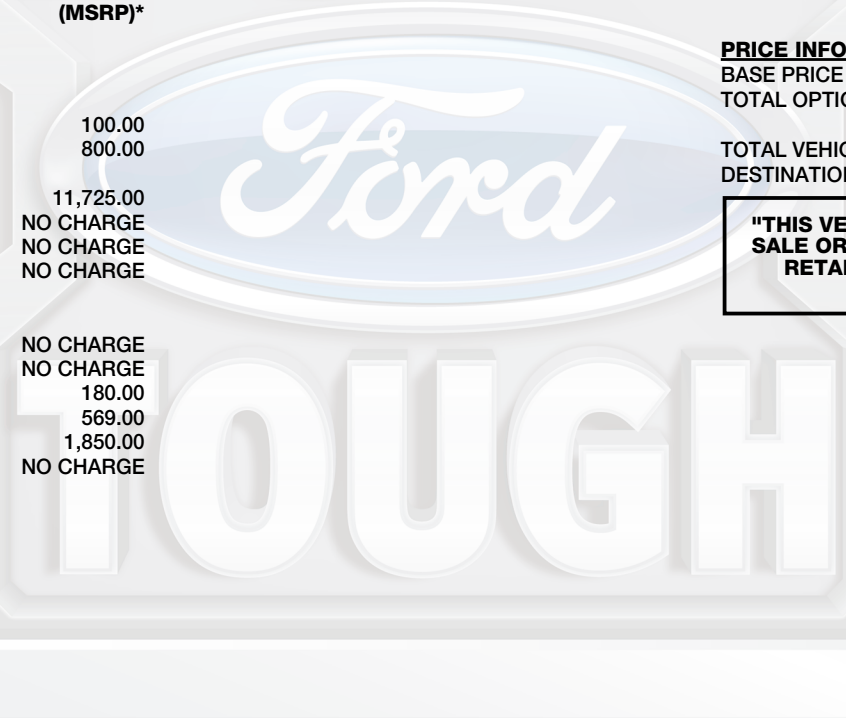 (MSRP)*
100.00
800.00
11,725.00
NO CHARGE
NO CHARGE
NO CHARGE
NO CHARGE
NO CHARGE
180.00
569.00
1,850.00
NO CHARGE
PRICE INFO
BASE PRICE
TOTAL OPTIO
TOTAL VEHIC
DESTINATION
"THIS VE
SALE OR
RETAI
Ford
TOUGH